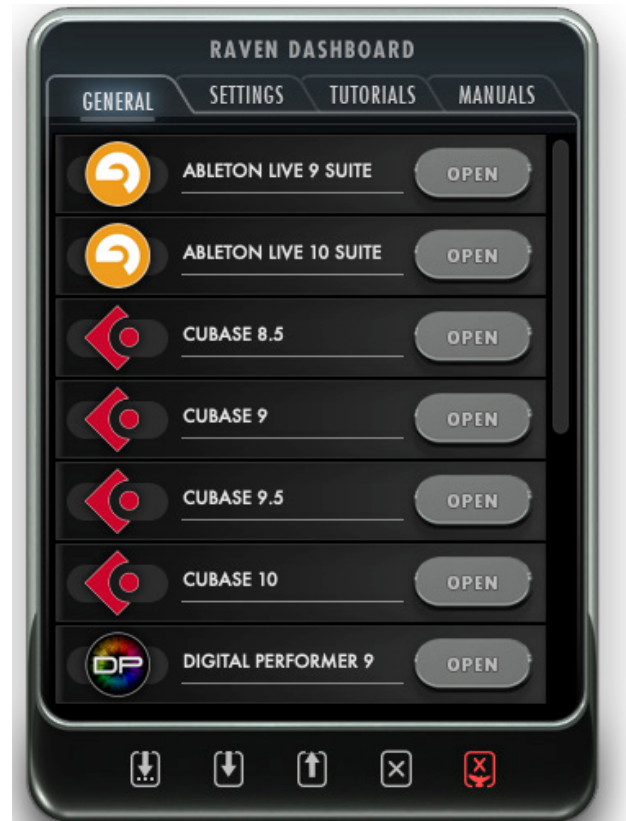 RAVEN DASHBOARD
GENERAL SETTINGS TUTORIALS MANUALS
ABLETON LIVE 9 SUITE OPEN
ABLETON LIVE 10 SUITE OPEN
CUBASE 8.5 OPEN
CUBASE 9 OPEN
CUBASE 9.5 OPEN
CUBASE 10 OPEN
DP DIGITAL PERFORMER 9 OPEN